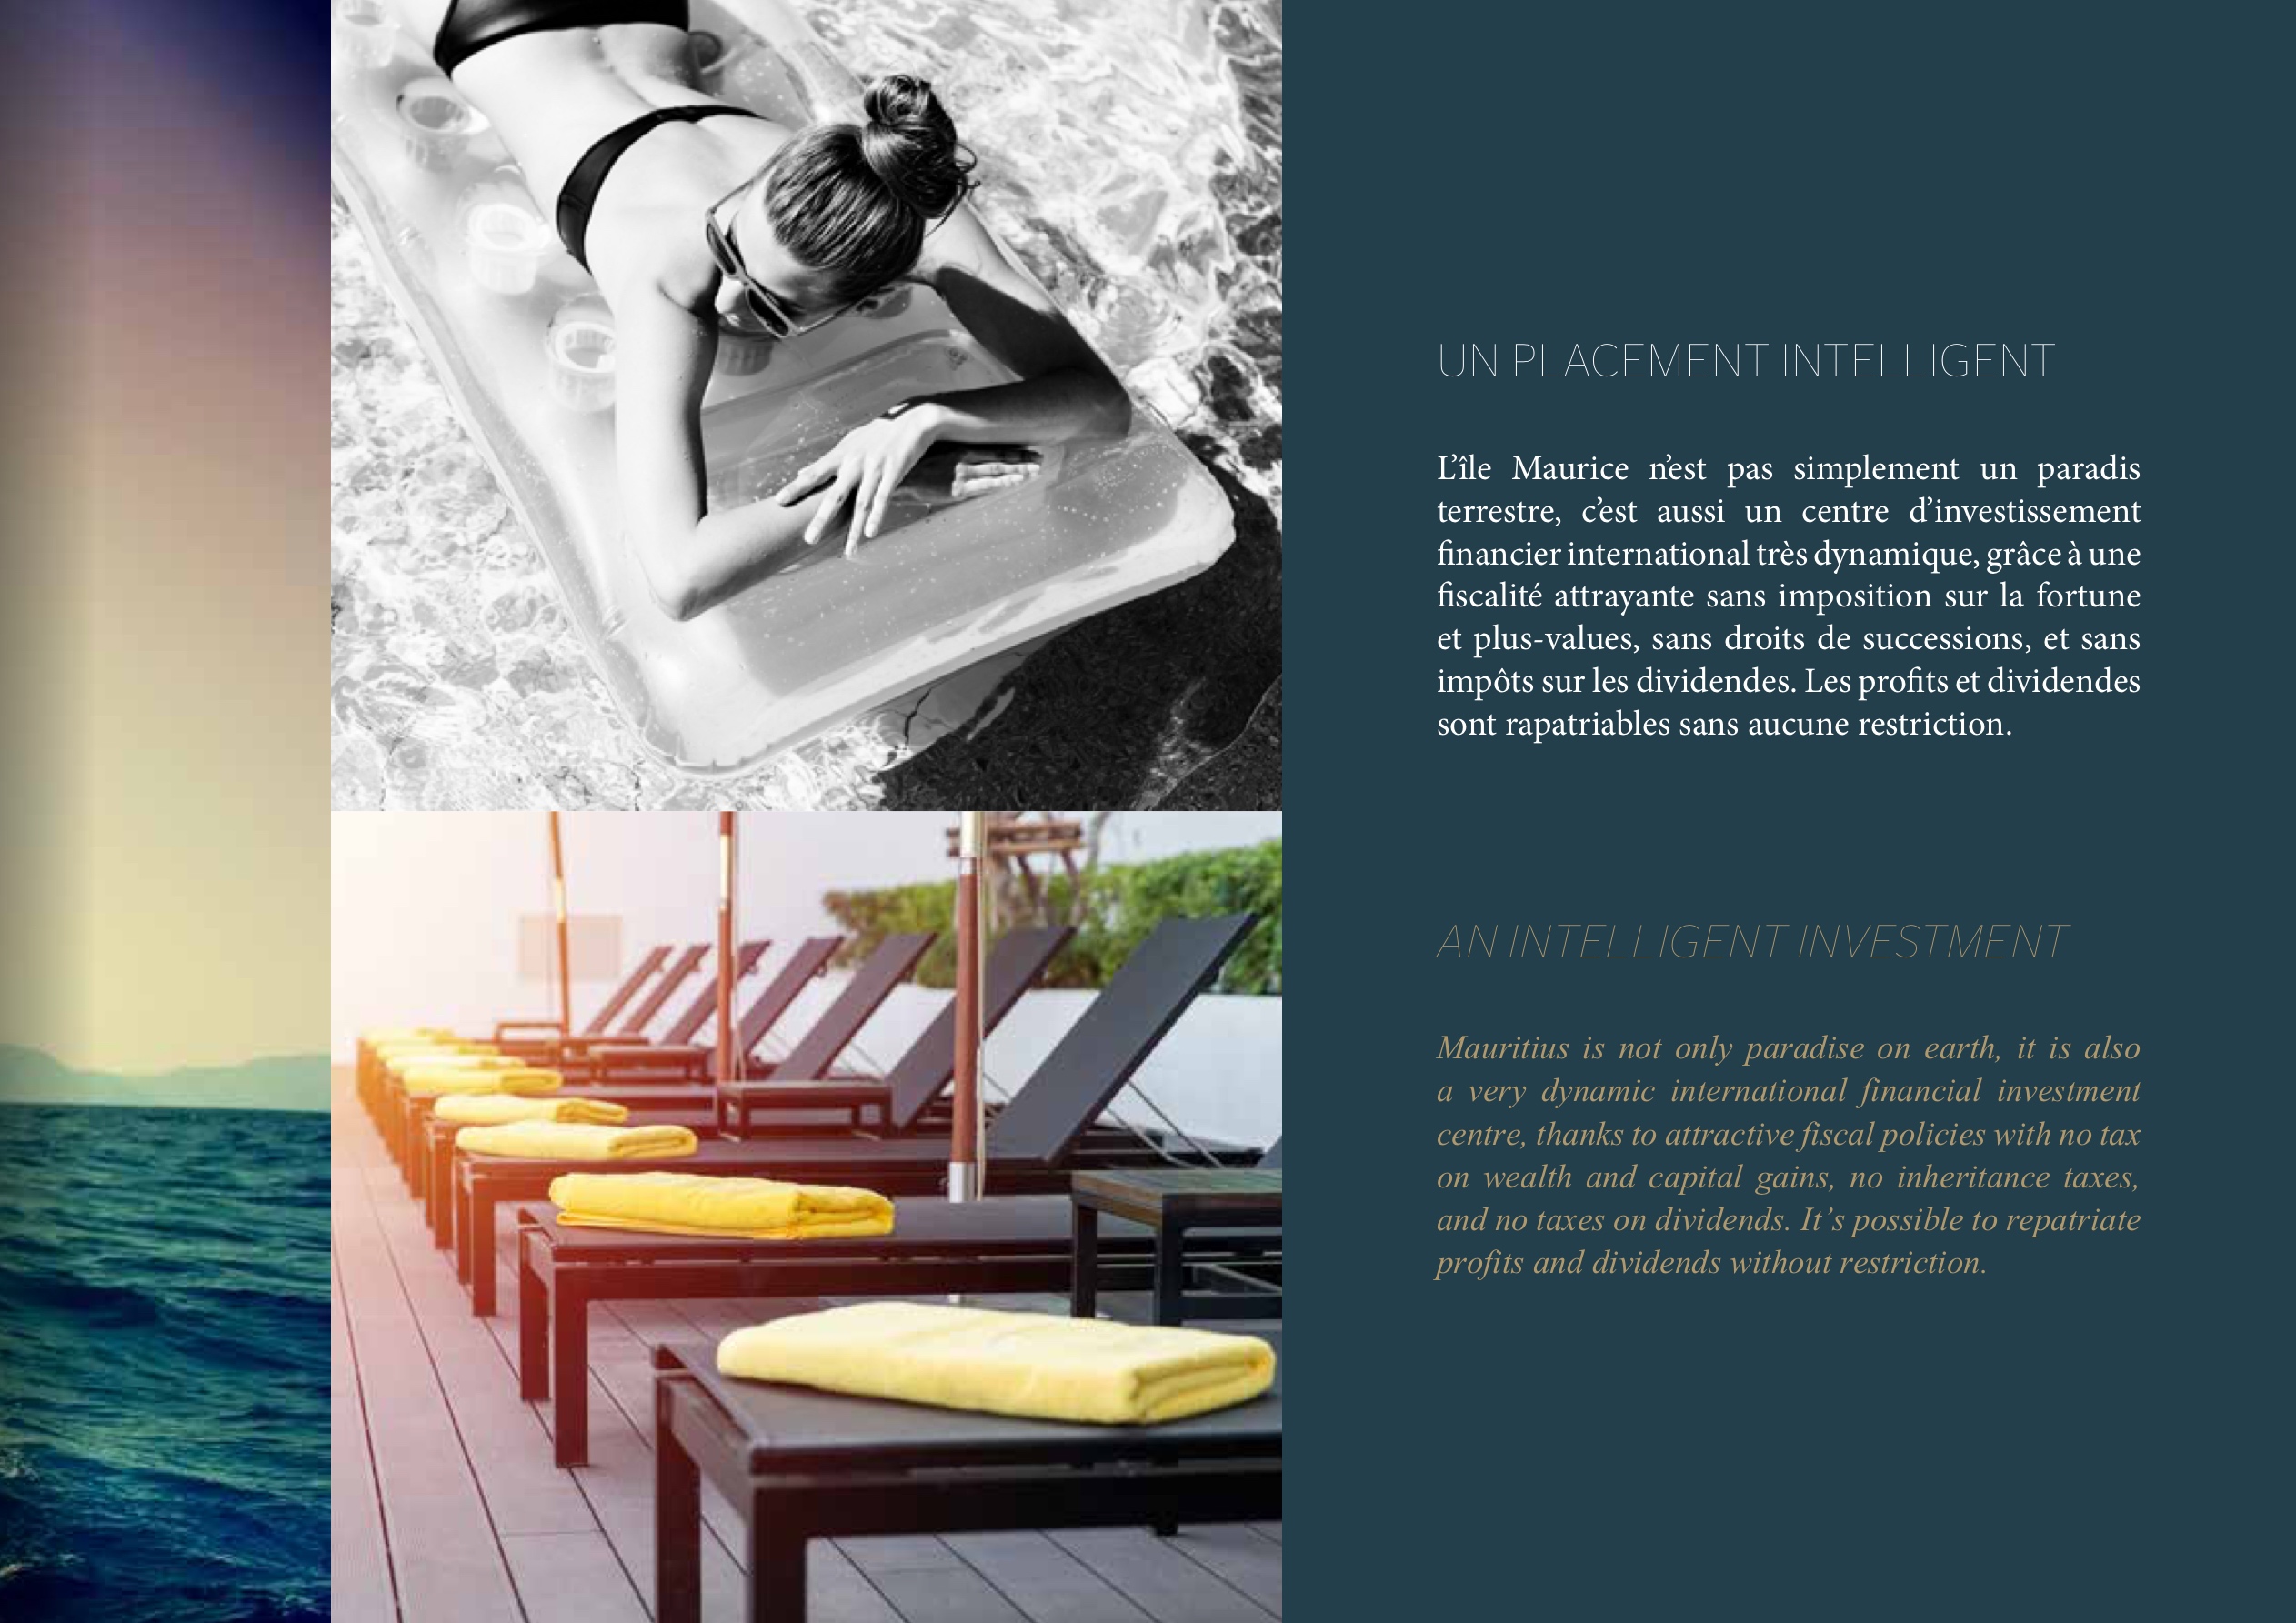 UN PLACEMENT INTELLIGENT
L’île Maurice n’est pas simplement un paradis
terrestre, c’est aussi un centre d’investissement
financier international très dynamique, grâce à une
fiscalité attrayante sans imposition sur la fortune
et plus-values, sans droits de successions, et sans
impôts sur les dividendes. Les profits et dividendes
sont rapatriables sans aucune restriction.
AN INTELLIGENT INVESTMENT
Mauritius is not only paradise on earth, it is also
a very dynamic international financial investment
centre, thanks to attractive fiscal policies with no tax
on wealth and capital gains, no inheritance taxes,
and no taxes on dividends. It’s possible to repatriate
profits and dividends without restriction.